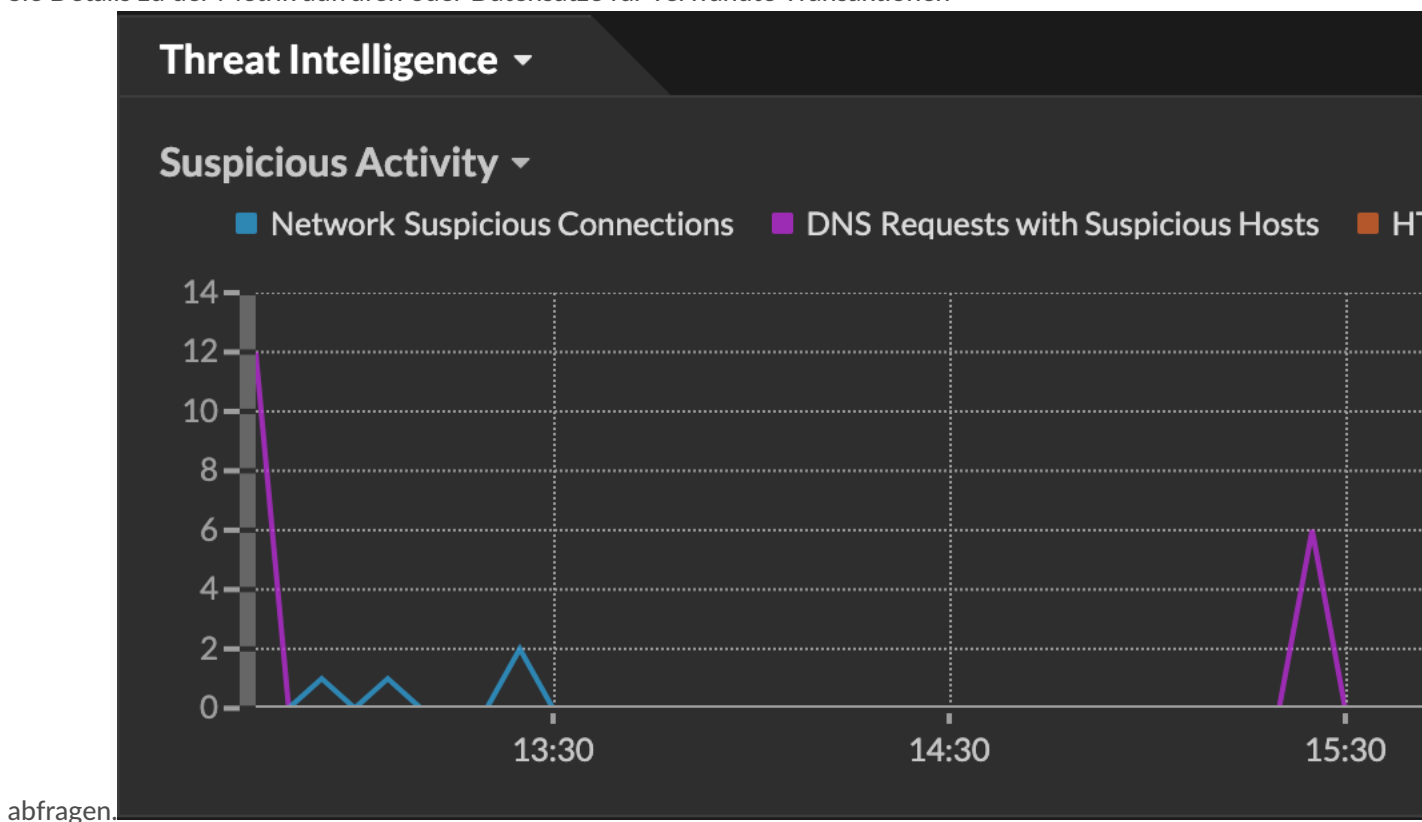 Threat Intelligence
Suspicious Activity
Network Suspicious Connections DNS Requests with Suspicious Hosts
14
12
10
8
6
4
2
0
13:30 14:30 15:30
abfragen.